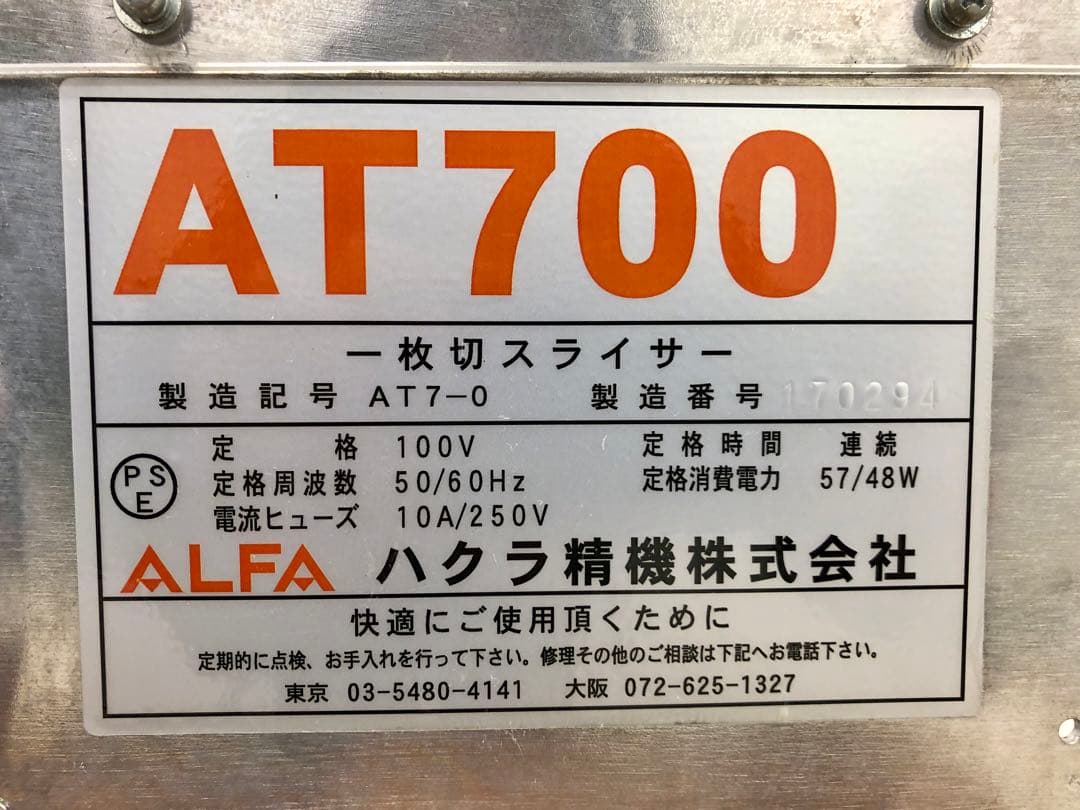 AT700
一枚切スライサー
製造記号 AT7-0 製造番号 170294
定格 100V 定格時間 連続
PSE 定格周波数 50/60Hz 定格消費電力 57/48W
電流ヒューズ 10A/250V
ALFA ハクラ精機株式会社
快適にご使用頂くために
定期的に点検、お手入れを行って下さい。修理その他のご相談は下記へお電話下さい。
東京 03-5480-4141 大阪 072-625-1327